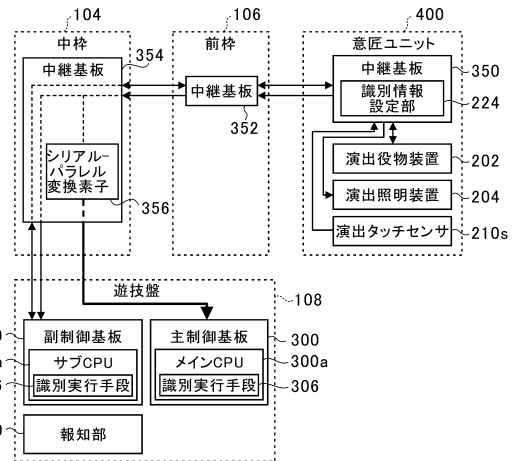 104
106
400
中枠
前枠
意匠ユニット
中継基板
354
中継基板
352
中継基板
350
識別情報
設定部
224
シリアル−
パラレル
変換素子
356
演出役物装置
202
演出照明装置
204
演出タッチセンサ
210s
遊技盤
108
副制御基板
主制御基板
300
サブCPU
メインCPU
300a
識別実行手段
識別実行手段
306
報知部